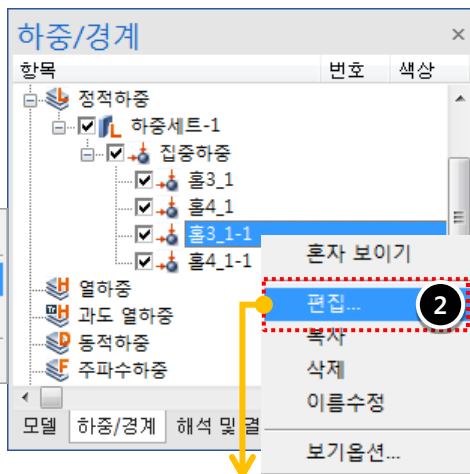 하중/경계
항목 번호 색상
정적하중
하중세트-1
집중하중
홀3_1
홀4_1
홀3_1-1
홀4_1-1
열하중
과도 열하중
동적하중
주파수하중
모델 하중/경계 해석 및 결
혼자 보이기
편집... 2
복사
삭제
이름수정
보기옵션...